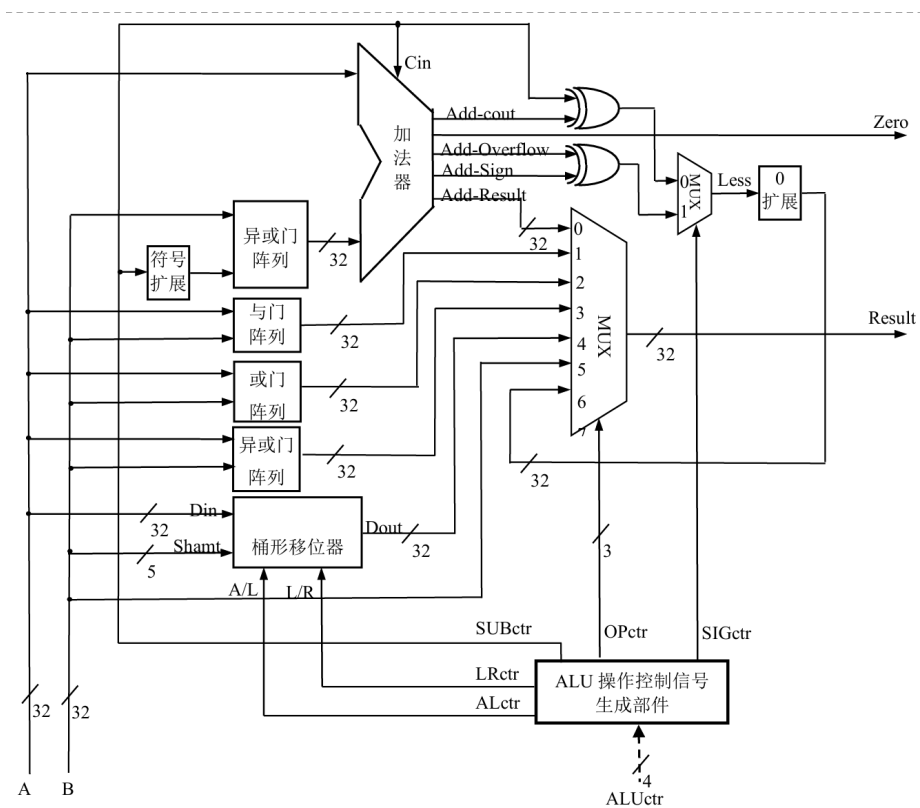 Cin
Add-cout
Zero
加法器
Add-Overflow
Add-Sign
Add-Result
0
1
MUX
Less
0
扩展
异或门
阵列
32
符号
扩展
32
0
1
2
3
4
5
6
7
MUX
32
Result
与门
阵列
32
或门
阵列
32
异或门
阵列
32
32
Din
32
Shamt
5
桶形移位器
Dout
32
3
A/L
L/R
SUBctr
OPctr
SIGctr
LRctr
ALctr
ALU 操作控制信号
生成部件
32
32
4
A
B
ALUctr